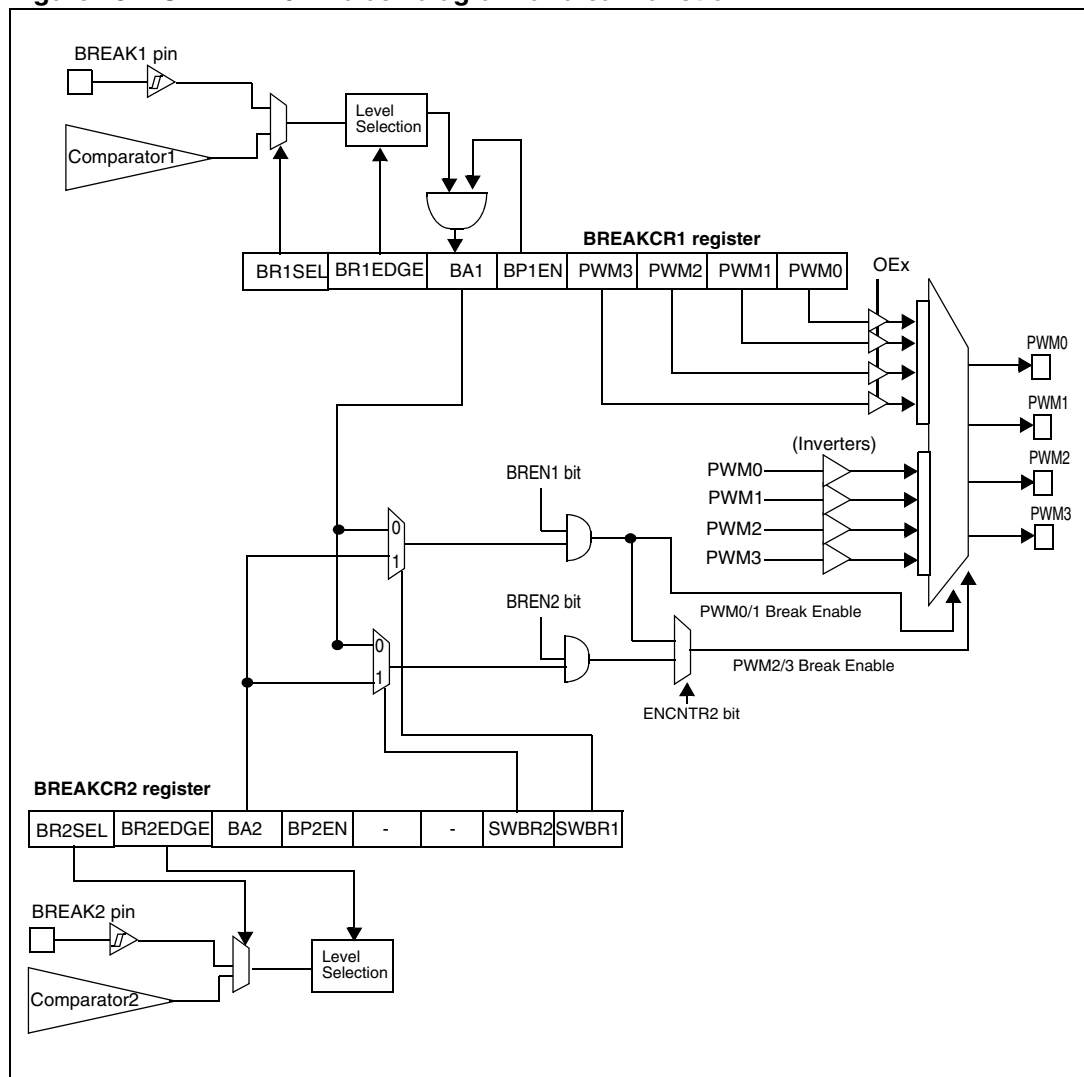 BREAK1 pin
Level
Selection
Comparator1
BREAKCR1 register
BR1SEL BR1EDGE BA1 BP1EN PWM3 PWM2 PWM1 PWM0
OEx
PWM0
PWM1
PWM2
PWM3
(Inverters)
PWM0
PWM1
PWM2
PWM3
BREN1 bit
0
1
PWM0/1 Break Enable
BREN2 bit
0
1
PWM2/3 Break Enable
ENCNTR2 bit
BREAKCR2 register
BR2SEL BR2EDGE BA2 BP2EN - - SWBR2 SWBR1
BREAK2 pin
Level
Selection
Comparator2